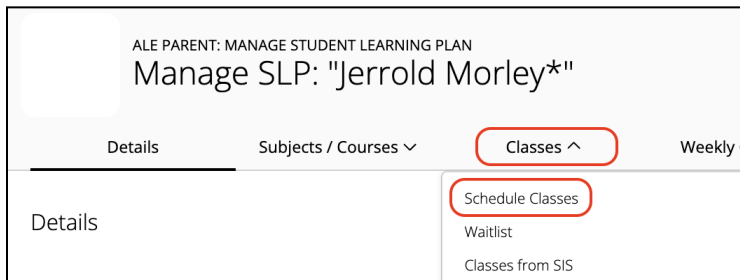 ALE PARENT: MANAGE STUDENT LEARNING PLAN
Manage SLP: "Jerrold Morley*"
Details Subjects / Courses Classes Weekly
Schedule Classes
Details
Waitlist
Classes from SIS